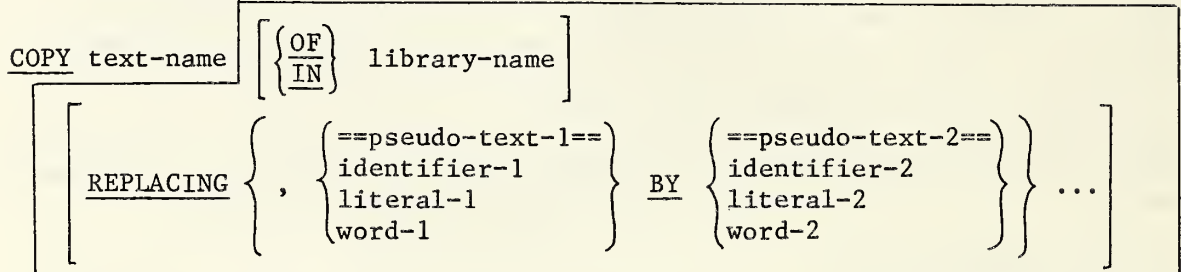 COPY text-name [ { OF
IN } library-name ]
[ REPLACING { , { ==pseudo-text-1== } BY { ==pseudo-text-2== } } ... ]
identifier-1 identifier-2
literal-1 literal-2
word-1 word-2